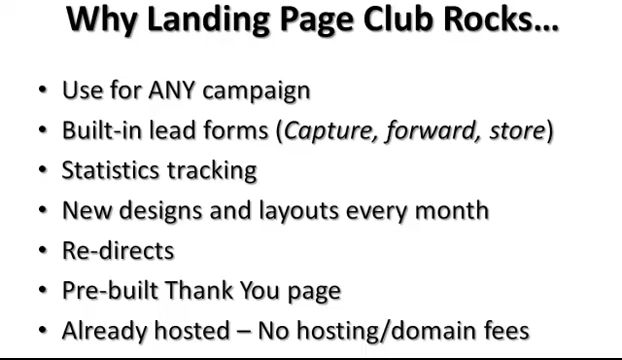 Why Landing Page Club Rocks...
• Use for ANY campaign
• Built-in lead forms (Capture, forward, store)
• Statistics tracking
• New designs and layouts every month
• Re-directs
• Pre-built Thank You page
• Already hosted – No hosting/domain fees